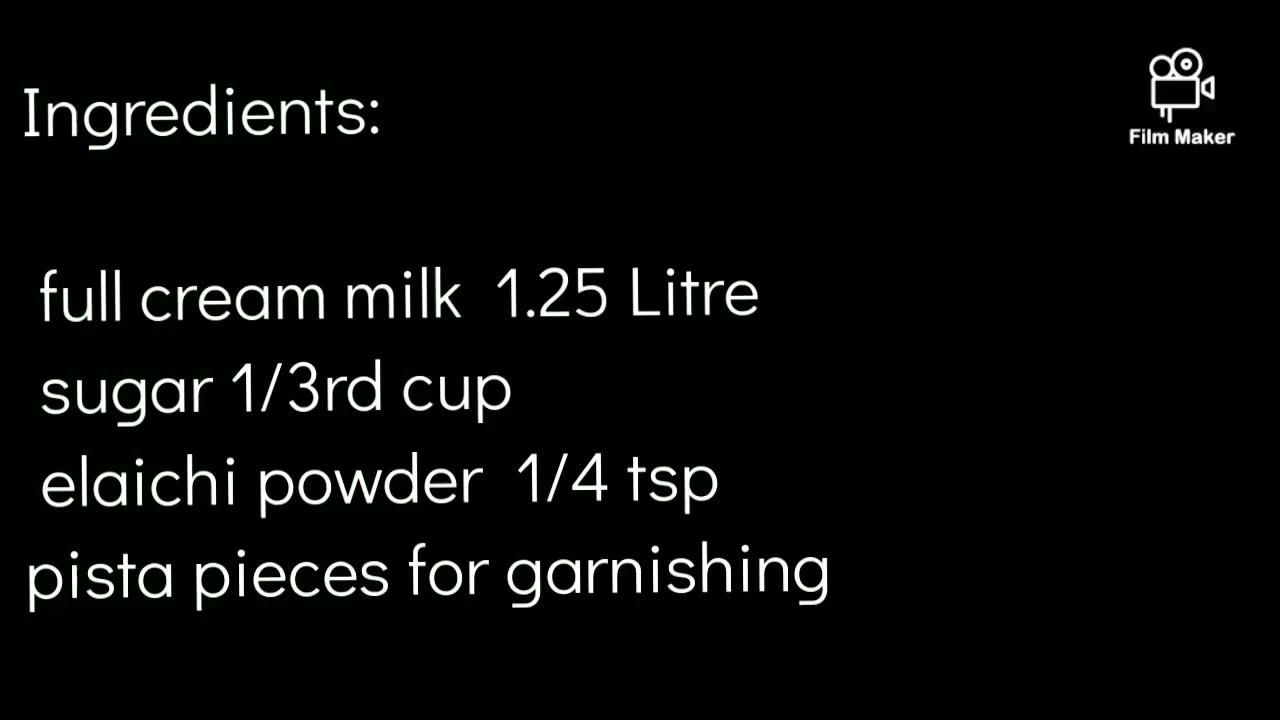 Ingredients:
Film Maker
full cream milk 1.25 Litre
sugar 1/3rd cup
elaichi powder 1/4 tsp
pista pieces for garnishing